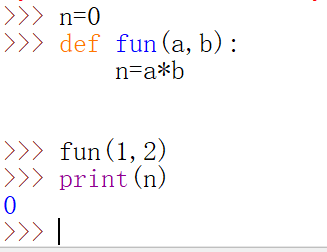 >>> n=0
>>> def fun(a,b):
        n=a*b
>>> fun(1,2)
>>> print(n)
0
>>>